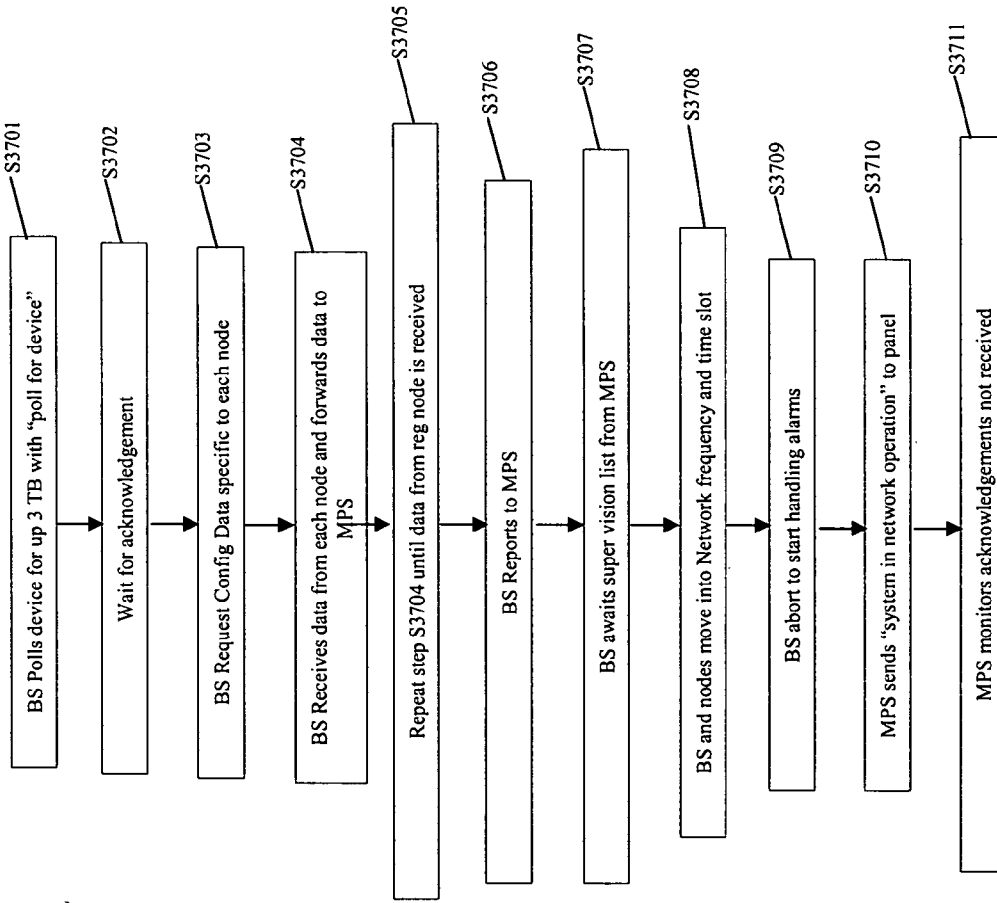 BS Polls device for up 3 TB with “poll for device”
S3701
Wait for acknowledgement
S3702
BS Request Config Data specific to each node
S3703
BS Receives data from each node and forwards data to
MPS
S3704
Repeat step S3704 until data from reg node is received
S3705
BS Reports to MPS
S3706
BS awaits super vision list from MPS
S3707
BS and nodes move into Network frequency and time slot
S3708
BS abort to start handling alarms
S3709
MPS sends “system in network operation” to panel
S3710
MPS monitors acknowledgements not received
S3711